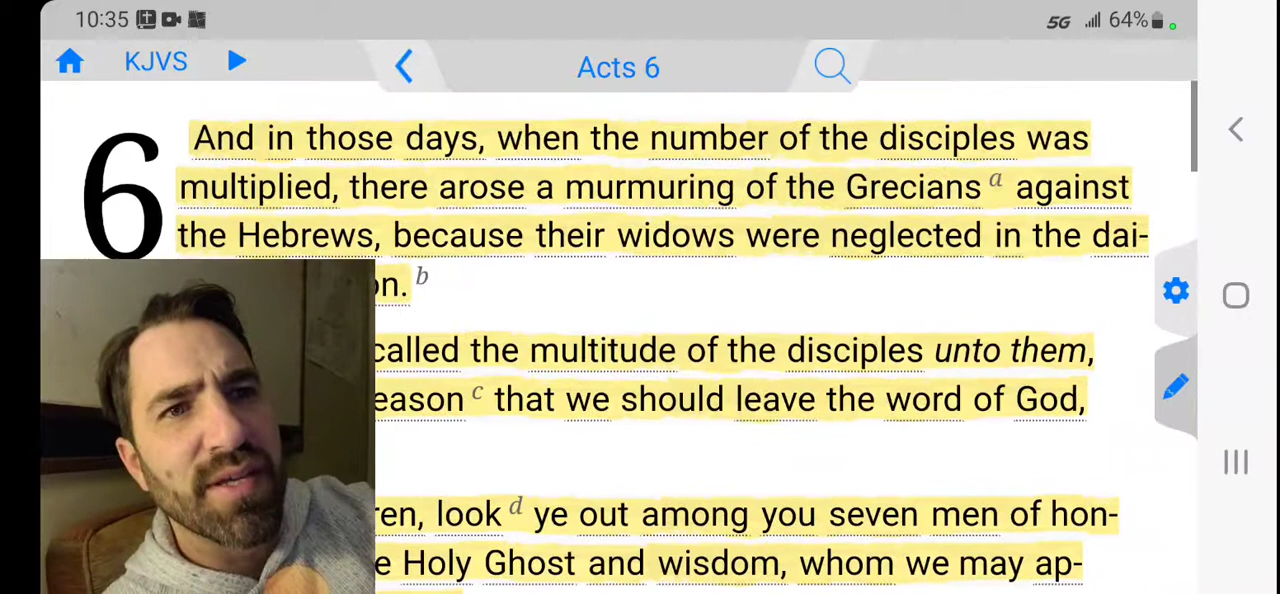 10:35 5G 64%
KJVS Acts 6
6 And in those days, when the number of the disciples was
multiplied, there arose a murmuring of the Grecians a against
the Hebrews, because their widows were neglected in the dai-
on. b
called the multitude of the disciples unto them,
eason c that we should leave the word of God,
ren, look d ye out among you seven men of hon-
e Holy Ghost and wisdom, whom we may ap-